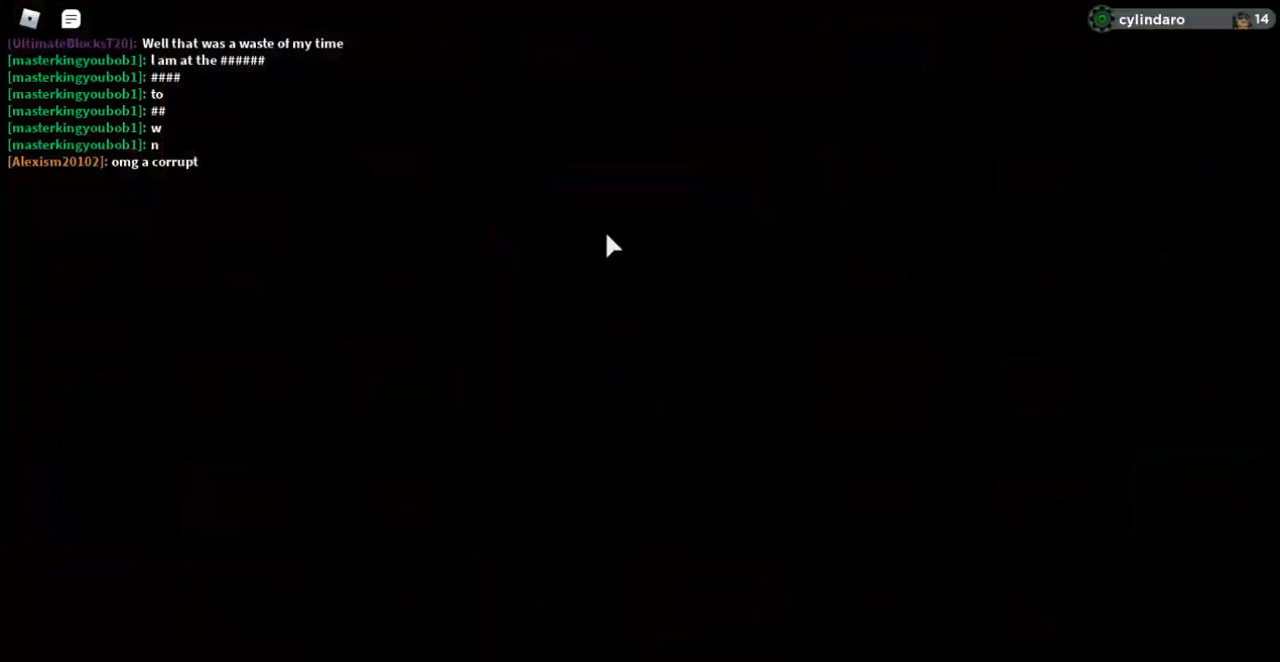 cylindaro 14
[UltimateBlocksT20]: Well that was a waste of my time
[masterkingyoubob1]: l am at the ######
[masterkingyoubob1]: ####
[masterkingyoubob1]: to
[masterkingyoubob1]: ##
[masterkingyoubob1]: w
[masterkingyoubob1]: n
[Alexism20102]: omg a corrupt